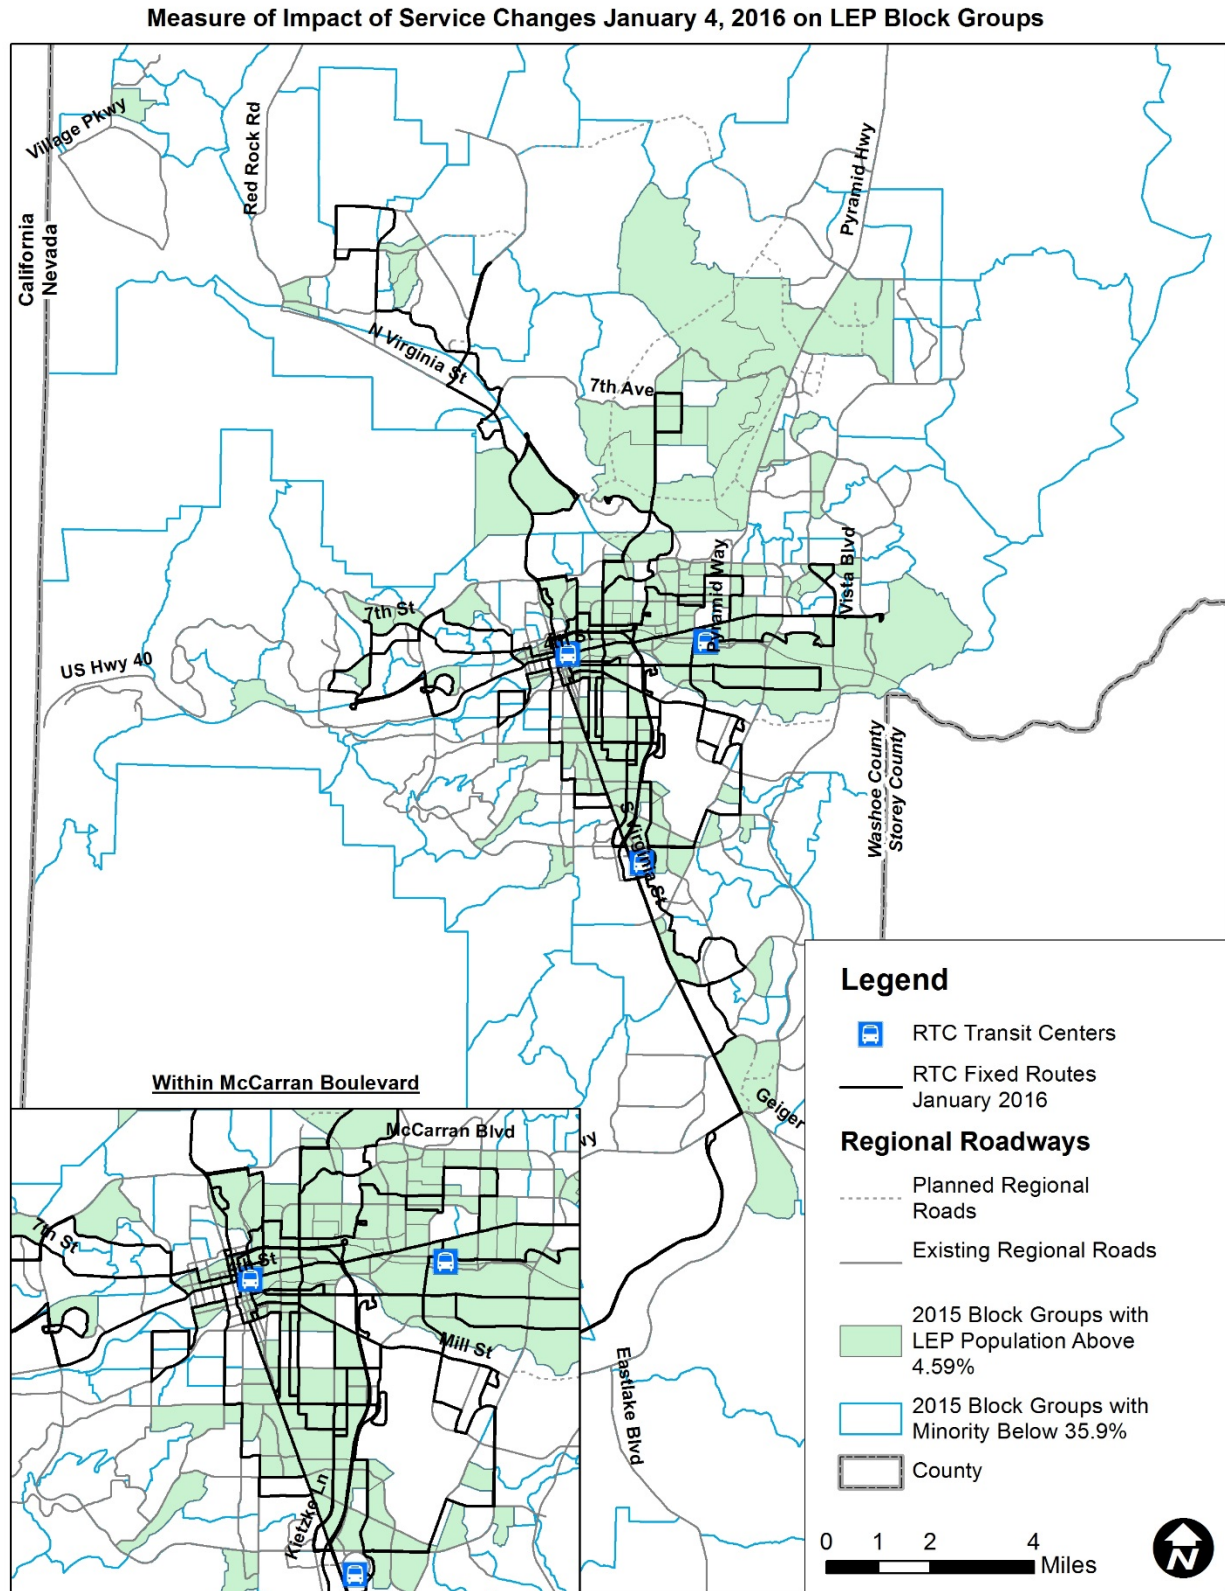 Measure of Impact of Service Changes January 4, 2016 on LEP Block Groups
Village Pkwy
Red Rock Rd
Pyramid Hwy
California
Nevada
N Virginia St
7th Ave
Pyramid Way
Vista Blvd
7th St
4th St
US Hwy 40
Washoe County
Storey County
S Virginia St
Geiger
Eastlake Blvd
Within McCarran Boulevard
McCarran Blvd
7th St
4th St
Mill St
Kietzke Ln
Legend
RTC Transit Centers
RTC Fixed Routes
January 2016
Regional Roadways
Planned Regional
Roads
Existing Regional Roads
2015 Block Groups with
LEP Population Above
4.59%
2015 Block Groups with
Minority Below 35.9%
County
0 1 2 4
Miles
N